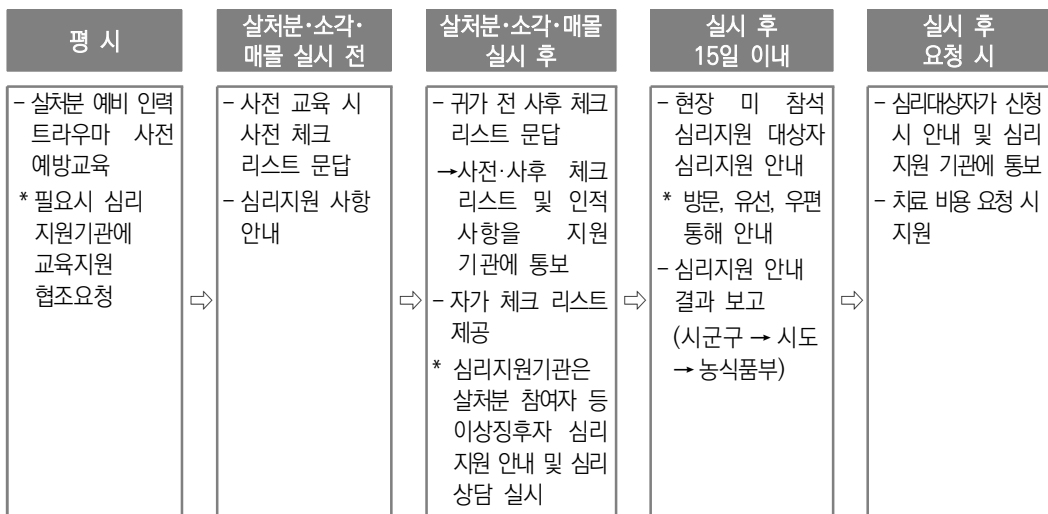 평 시
- 살처분 예비 인력
트라우마 사전
예방교육
* 필요시 심리
지원기관에
교육지원
협조요청
⇨
살처분·소각·
매몰 실시 전
- 사전 교육 시
사전 체크
리스트 문답
- 심리지원 사항
안내
⇨
살처분·소각·매몰
실시 후
- 귀가 전 사후 체크
리스트 문답
→사전·사후 체크
리스트 및 인적
사항을 지원
기관에 통보
- 자가 체크 리스트
제공
* 심리지원기관은
살처분 참여자 등
이상징후자 심리
지원 안내 및 심리
상담 실시
⇨
실시 후
15일 이내
- 현장 미 참석
심리지원 대상자
심리지원 안내
* 방문, 유선, 우편
통해 안내
- 심리지원 안내
결과 보고
(시군구 → 시도
→ 농식품부)
⇨
실시 후
요청 시
- 심리대상자가 신청
시 안내 및 심리
지원 기관에 통보
- 치료 비용 요청 시
지원